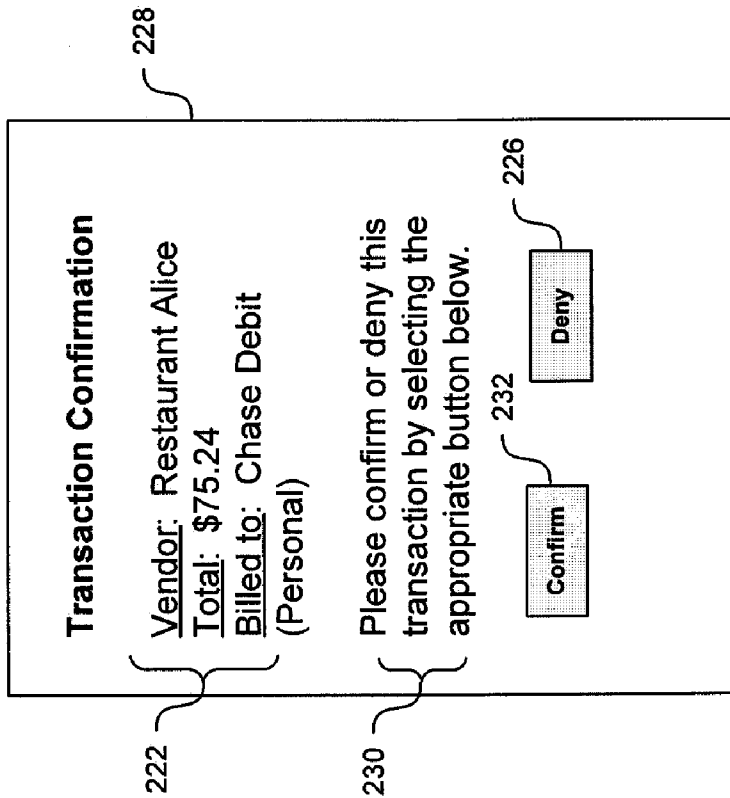 228
Transaction Confirmation
222
Vendor: Restaurant Alice
Total: $75.24
Billed to: Chase Debit
(Personal)
230
Please confirm or deny this
transaction by selecting the
appropriate button below.
232
226
Confirm
Deny